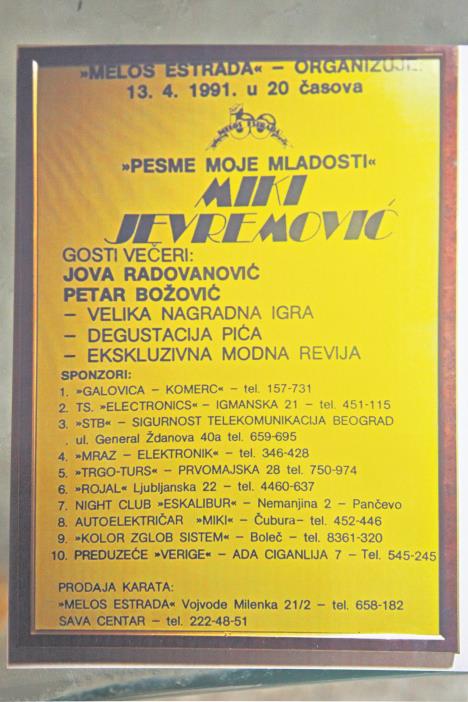 »MELOS ESTRADA« – ORGANIZUJE:
13. 4. 1991. u 20 časova
MELOS ESTRADA
»PESME MOJE MLADOSTI«
MIKI
JEVREMOVIĆ
GOSTI VEČERI:
JOVA RADOVANOVIĆ
PETAR BOŽOVIĆ
– VELIKA NAGRADNA IGRA
– DEGUSTACIJA PIĆA
– EKSKLUZIVNA MODNA REVIJA
SPONZORI:
1. »GALOVICA – KOMERC« – tel. 157-731
2. TS. »ELECTRONICS« – IGMANSKA 21 – tel. 451-115
3. »STB« – SIGURNOST TELEKOMUNIKACIJA BEOGRAD
. ul. General Ždanova 40a tel. 659-695
4. »MRAZ – ELEKTRONIK« – tel. 346-428
5. »TRGO-TURS« – PRVOMAJSKA 28 tel. 750-974
6. »ROJAL« Ljubljanska 22 – tel. 4460-637
7. NIGHT CLUB »ESKALIBUR« – Nemanjina 2 – Pančevo
8. AUTOELEKTRIČAR »MIKI« – Čubura– tel. 452-446
9. »KOLOR ZGLOB SISTEM« – Boleč – tel. 8361-320
10. PREDUZEĆE »VERIGE« – ADA CIGANLIJA 7 – Tel. 545-245
PRODAJA KARATA:
»MELOS ESTRADA« Vojvode Milenka 21/2 – tel. 658-182
SAVA CENTAR – tel. 222-48-51